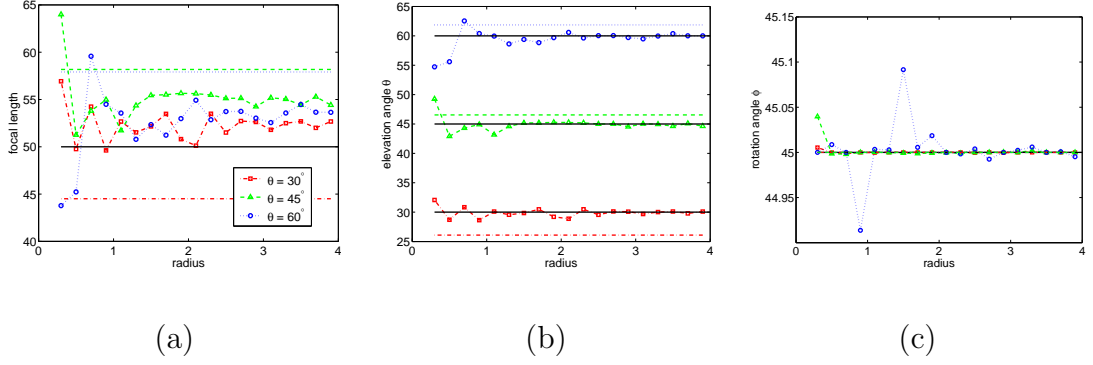 65
60
55
50
45
40
focal length
0
1
2
3
4
radius
θ = 30°
θ = 45°
θ = 60°
(a)
65
60
55
50
45
40
35
30
25
elevation angle θ
0
1
2
3
4
radius
(b)
45.15
45.1
45.05
45
44.95
rotation angle ϕ
0
1
2
3
4
radius
(c)